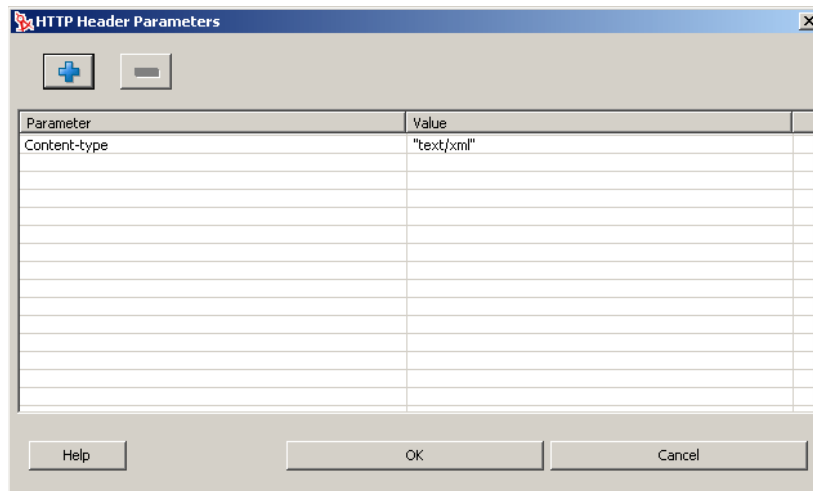 HTTP Header Parameters
Parameter Value
Content-type "text/xml"
Help OK Cancel